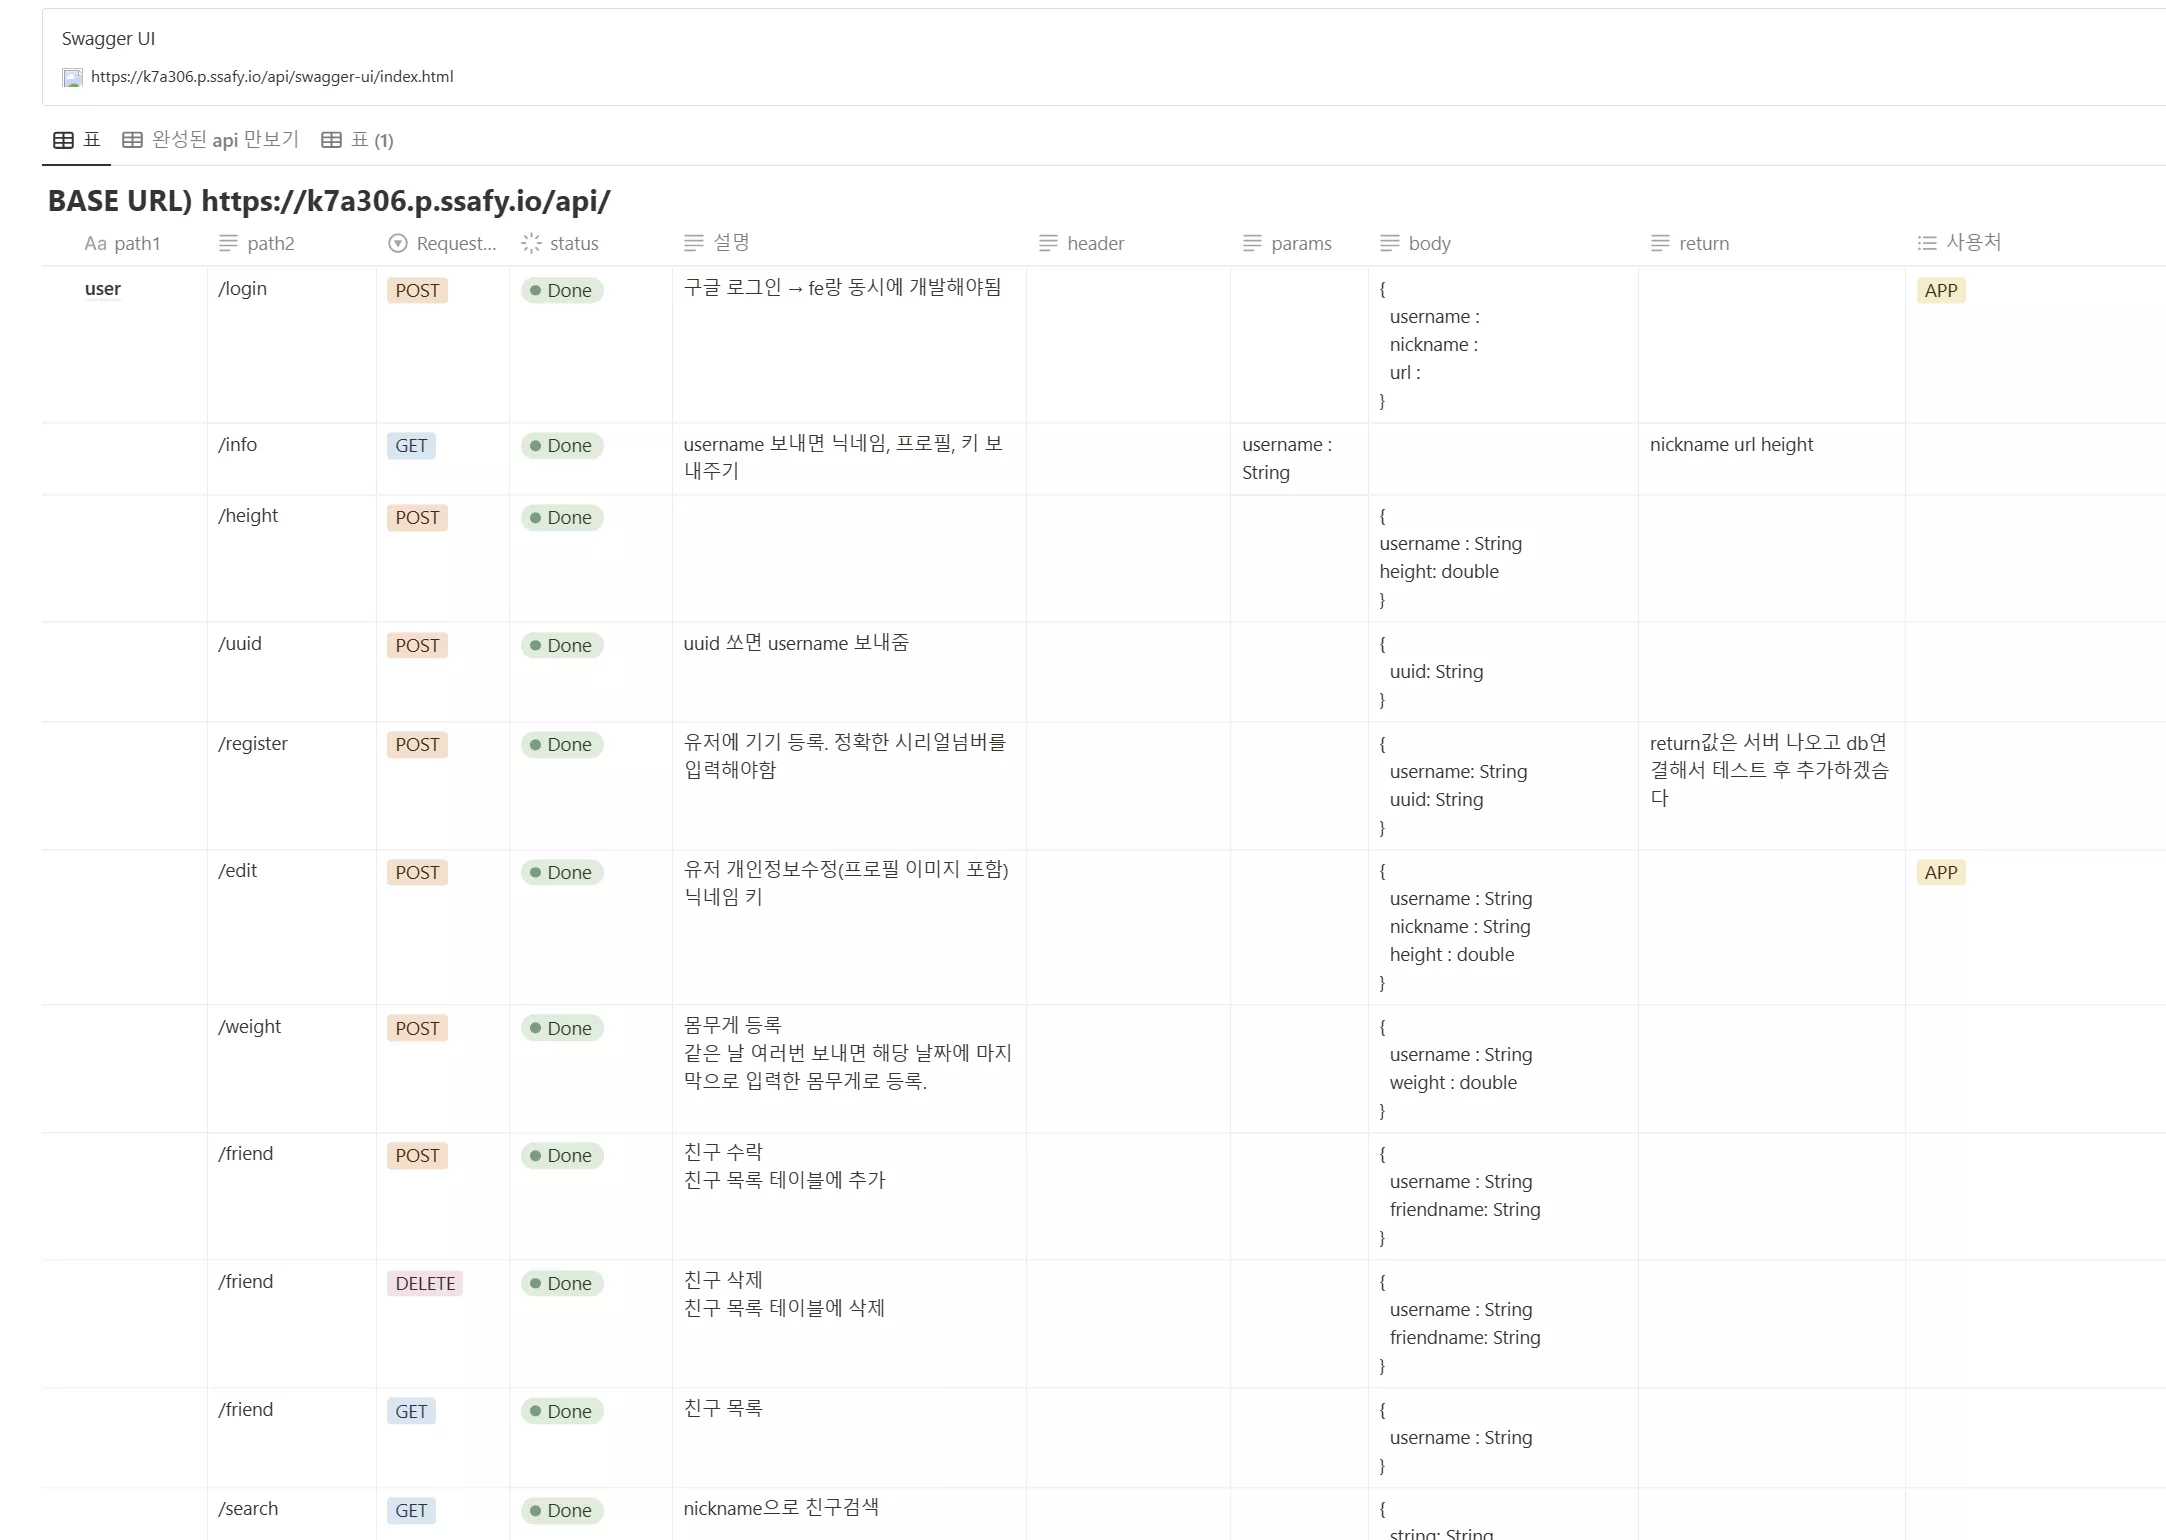 Swagger UI
https://k7a306.p.ssafy.io/api/swagger-ui/index.html
표 완성된 api 만보기 표 (1)
BASE URL) https://k7a306.p.ssafy.io/api/
Aa path1 path2 Request... status 설명 header params body return 사용처
user /login POST Done 구글 로그인 → fe랑 동시에 개발해야됨 { APP
username :
nickname :
url :
}
/info GET Done username 보내면 닉네임, 프로필, 키 보 username : nickname url height
내주기 String
/height POST Done {
username : String
height: double
}
/uuid POST Done uuid 쏘면 username 보내줌 {
uuid: String
}
/register POST Done 유저에 기기 등록. 정확한 시리얼넘버를 { return값은 서버 나오고 db연
입력해야함 username: String 결해서 테스트 후 추가하겠슴
uuid: String 다
}
/edit POST Done 유저 개인정보수정(프로필 이미지 포함) { APP
닉네임 키 username : String
nickname : String
height : double
}
/weight POST Done 몸무게 등록 {
같은 날 여러번 보내면 해당 날짜에 마지 username : String
막으로 입력한 몸무게로 등록. weight : double
}
/friend POST Done 친구 수락 {
친구 목록 테이블에 추가 username : String
friendname: String
}
/friend DELETE Done 친구 삭제 {
친구 목록 테이블에 삭제 username : String
friendname: String
}
/friend GET Done 친구 목록 {
username : String
}
/search GET Done nickname으로 친구검색 {
string: String